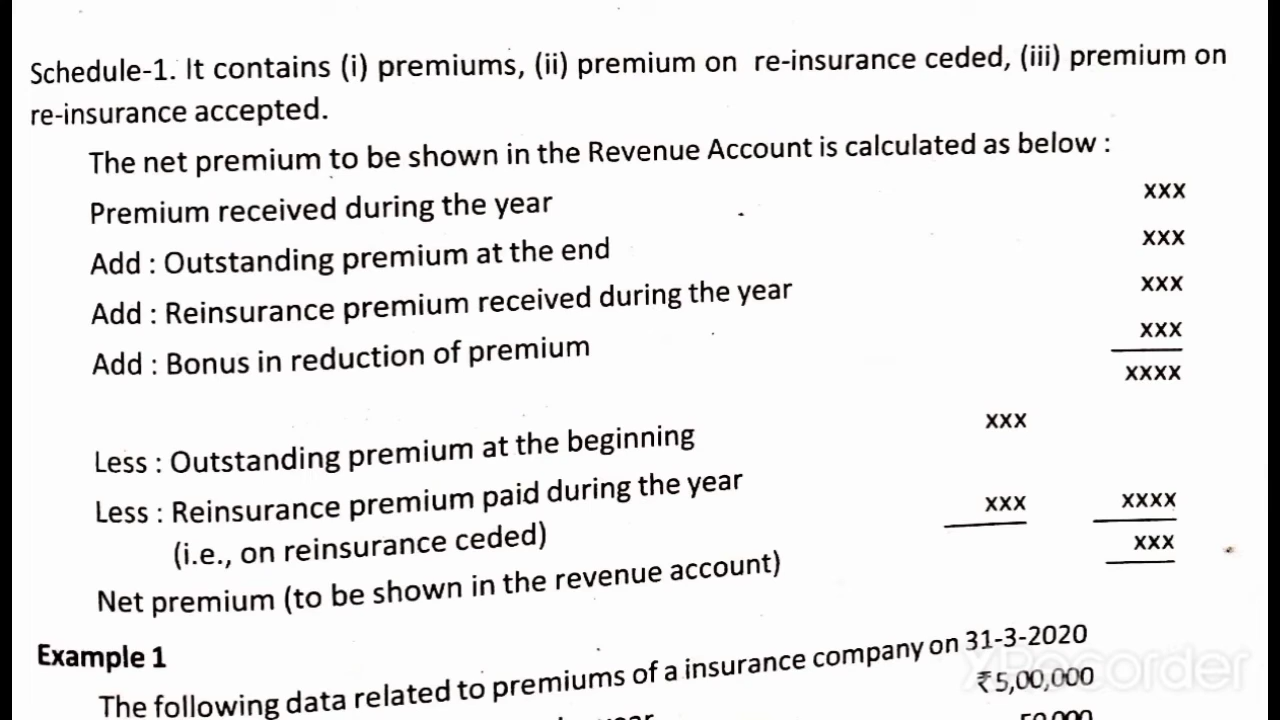 Schedule-1. It contains (i) premiums, (ii) premium on re-insurance ceded, (iii) premium on
re-insurance accepted.
The net premium to be shown in the Revenue Account is calculated as below :
Premium received during the year xxx
Add : Outstanding premium at the end xxx
Add : Reinsurance premium received during the year xxx
Add : Bonus in reduction of premium xxx
xxxx
Less : Outstanding premium at the beginning xxx
Less : Reinsurance premium paid during the year xxx xxxx
(i.e., on reinsurance ceded) xxx
Net premium (to be shown in the revenue account)
Example 1
The following data related to premiums of a insurance company on 31-3-2020
₹5,00,000
XRecorder
year 50,000